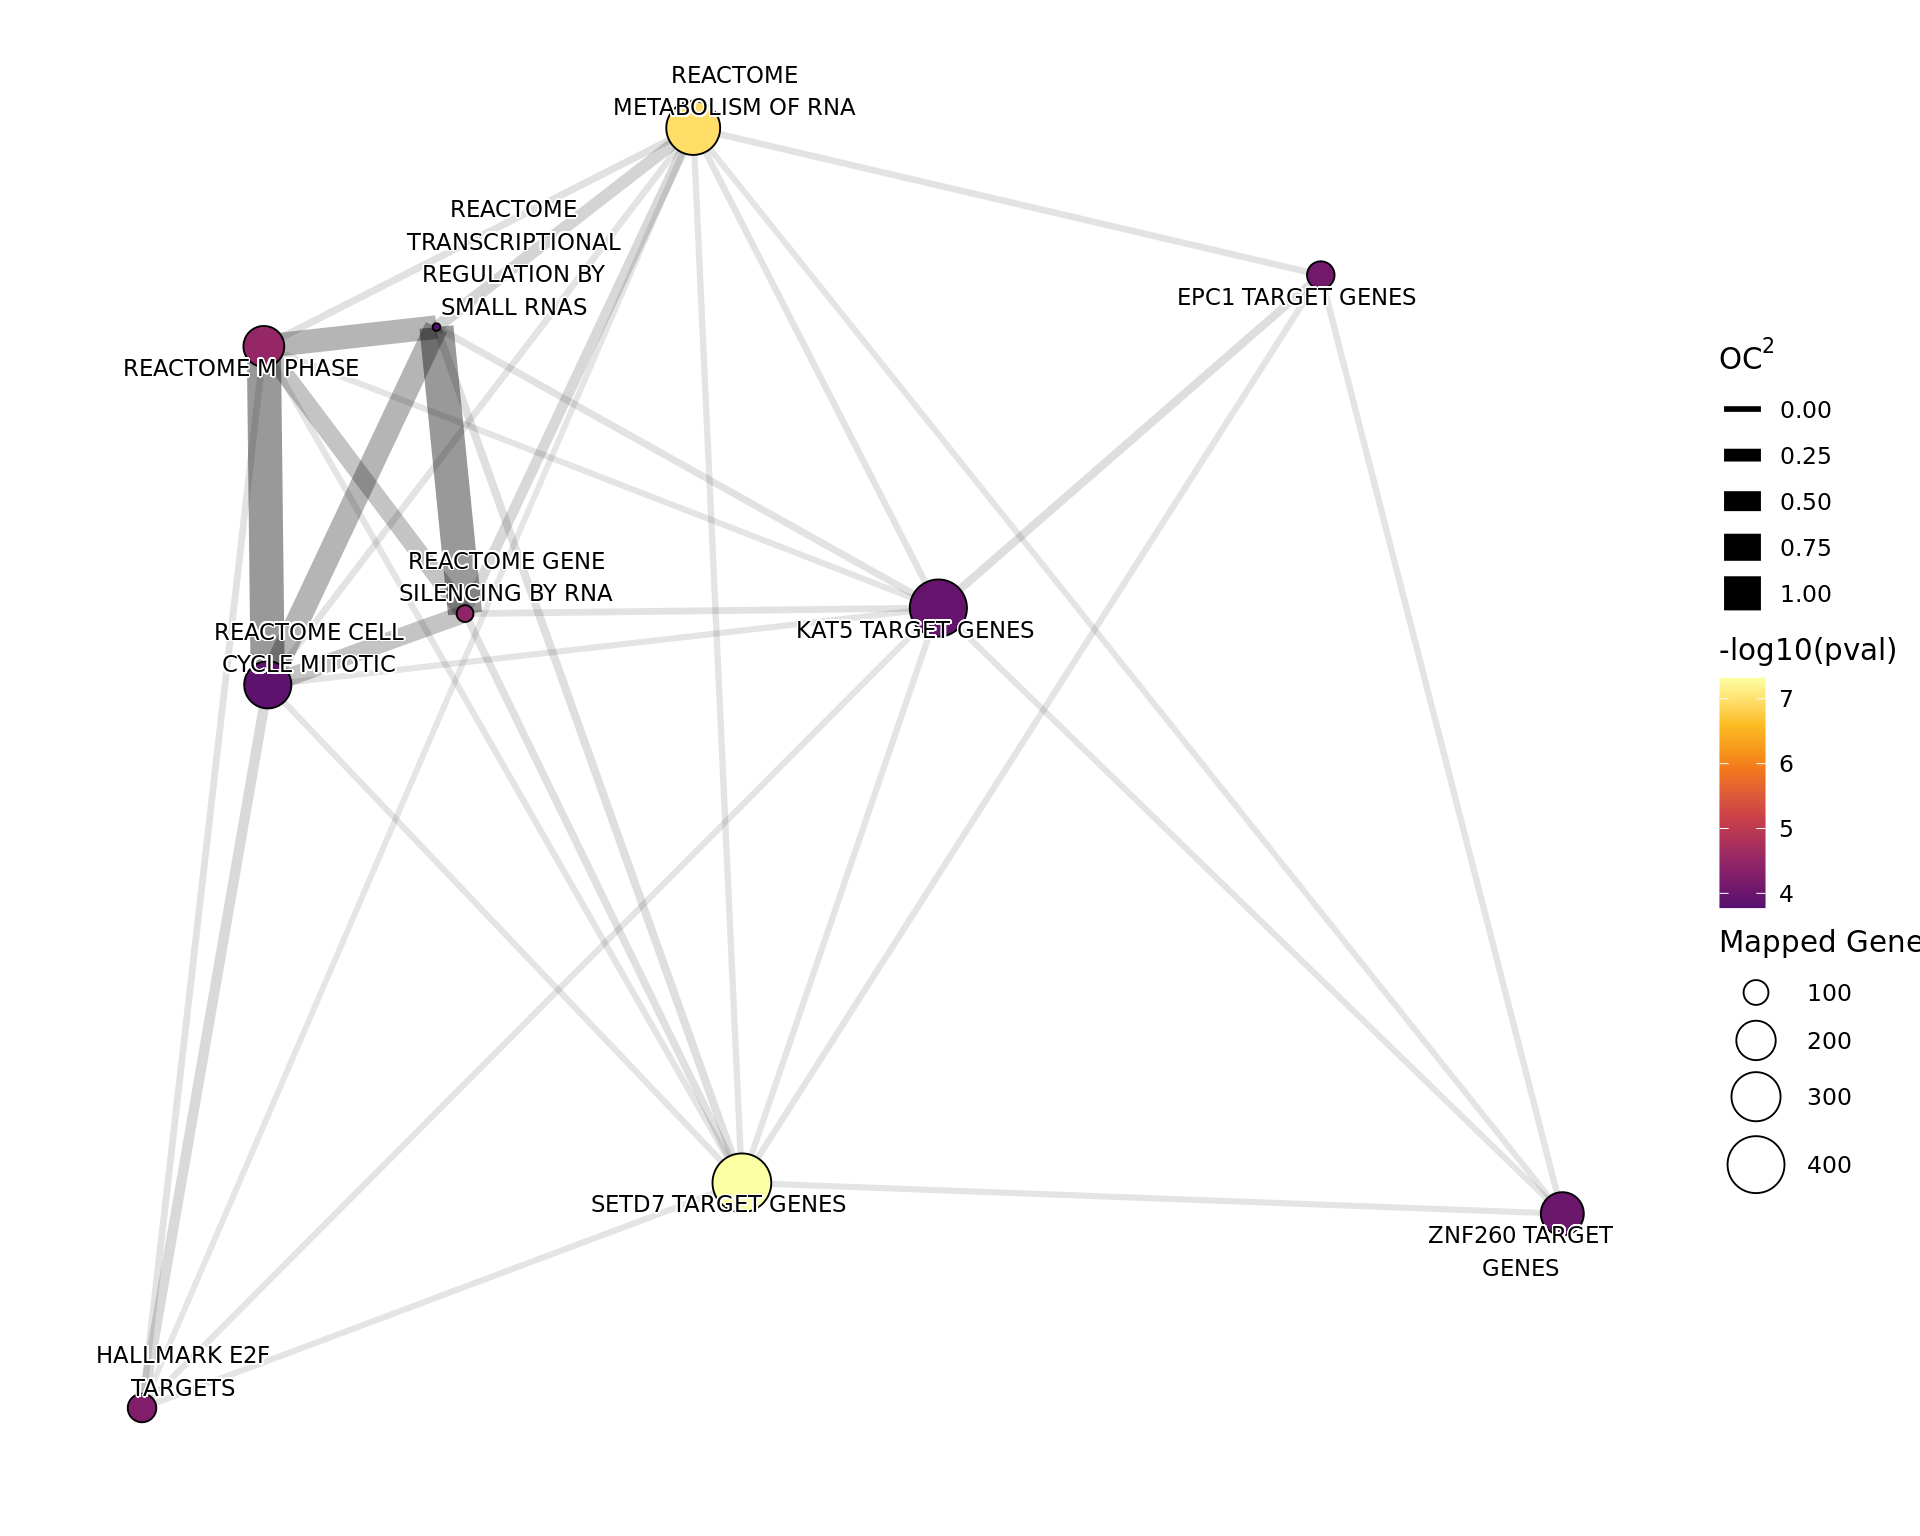 REACTOME
METABOLISM OF RNA
REACTOME
TRANSCRIPTIONAL
REGULATION BY
SMALL RNAS
EPC1 TARGET GENES
REACTOME M PHASE
REACTOME GENE
SILENCING BY RNA
REACTOME CELL
CYCLE MITOTIC
KAT5 TARGET GENES
SETD7 TARGET GENES
ZNF260 TARGET
GENES
HALLMARK E2F
TARGETS
OC²
0.00
0.25
0.50
0.75
1.00
-log10(pval)
7
6
5
4
Mapped Gene
100
200
300
400